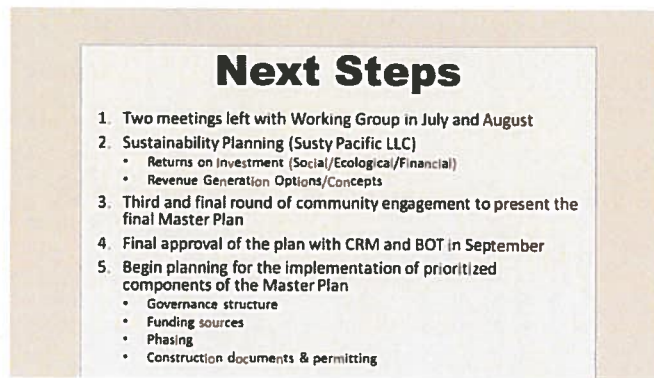 Next Steps
1. Two meetings left with Working Group in July and August
2. Sustainability Planning (Susty Pacific LLC)
• Returns on Investment (Social/Ecological/Financial)
• Revenue Generation Options/Concepts
3. Third and final round of community engagement to present the
final Master Plan
4. Final approval of the plan with CRM and BOT in September
5. Begin planning for the implementation of prioritized
components of the Master Plan
• Governance structure
• Funding sources
• Phasing
• Construction documents & permitting